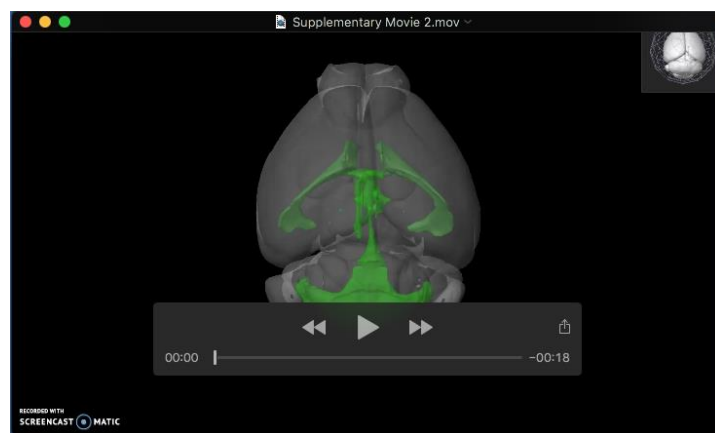 Supplementary Movie 2.mov
00:00
−00:18
RECORDED WITH
SCREENCAST MATIC